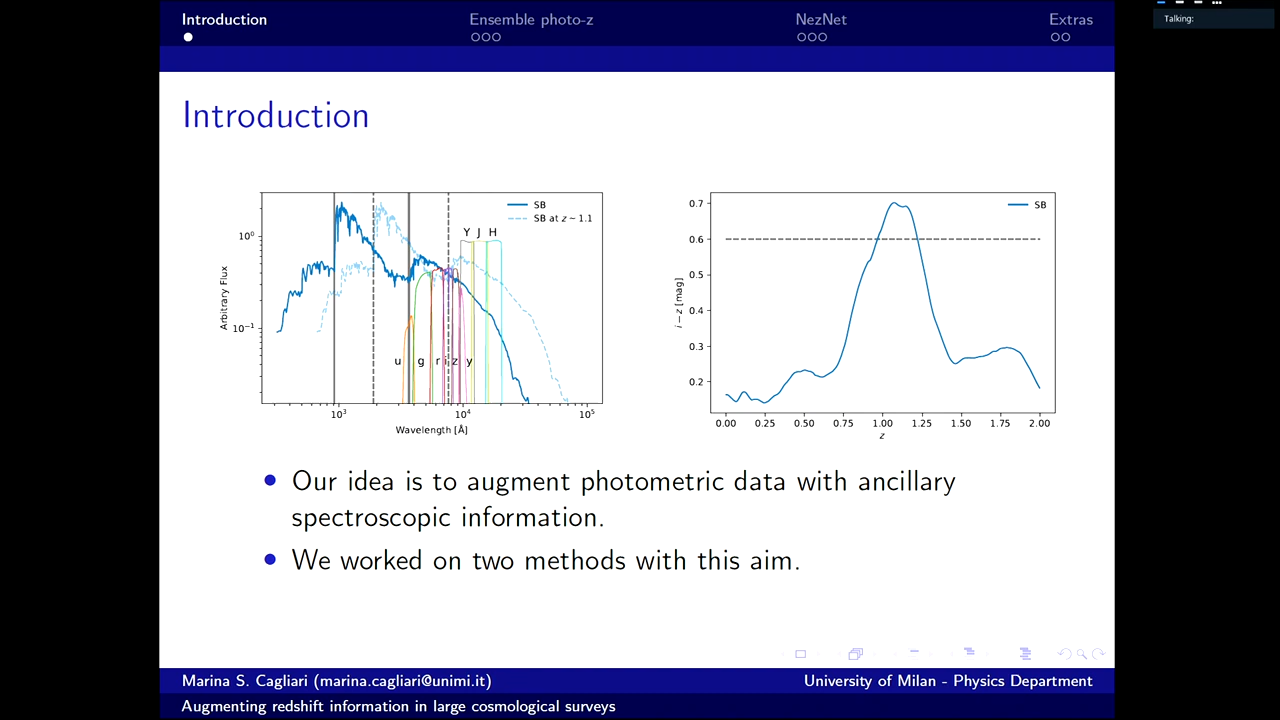 Introduction
Ensemble photo-z
NezNet
Extras
Talking:
Introduction
SB
SB at z ~ 1.1
Y J H
10⁰
10⁻¹
Arbitrary Flux
u g r i z y
10³ 10⁴ 10⁵
Wavelength [Å]
SB
0.7
0.6
0.5
0.4
0.3
0.2
i − z [mag]
0.00 0.25 0.50 0.75 1.00 1.25 1.50 1.75 2.00
z
Our idea is to augment photometric data with ancillary
spectroscopic information.
We worked on two methods with this aim.
Marina S. Cagliari (marina.cagliari@unimi.it)
University of Milan - Physics Department
Augmenting redshift information in large cosmological surveys